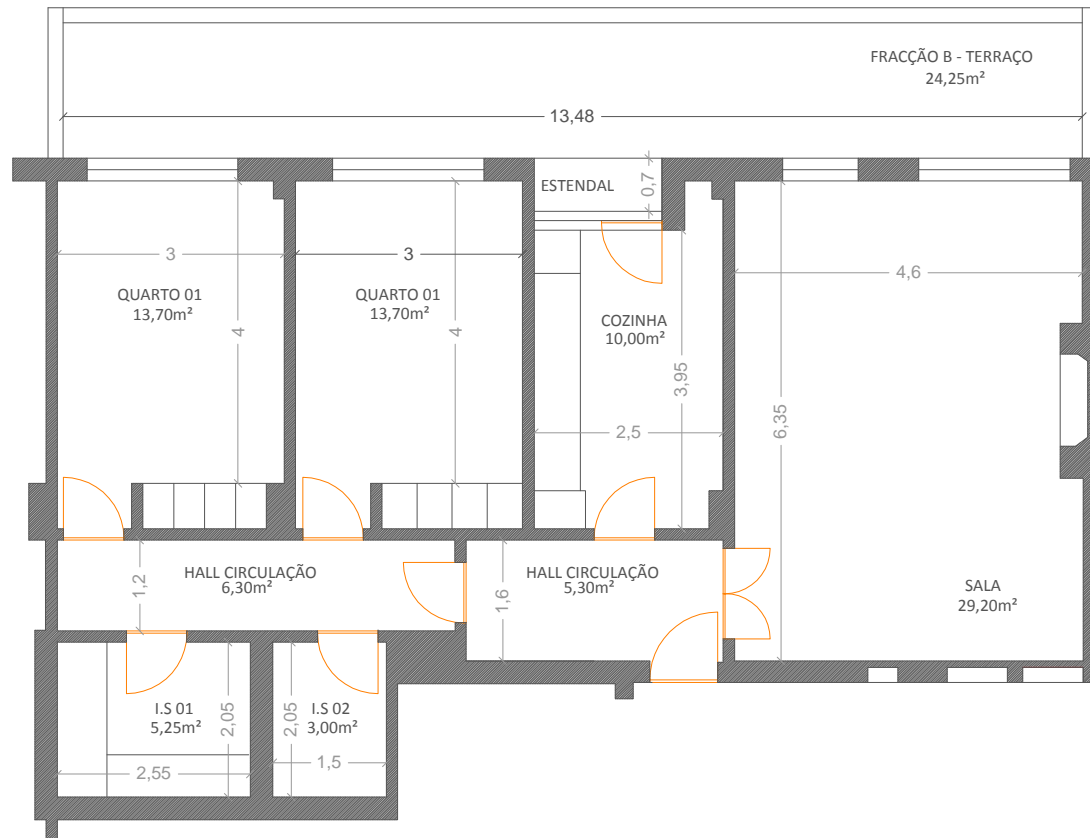 FRACÇÃO B - TERRAÇO
24,25m²
13,48
ESTENDAL
0,7
3
3
4,6
QUARTO 01
13,70m²
QUARTO 01
13,70m²
4
4
COZINHA
10,00m²
3,95
2,5
6,35
HALL CIRCULAÇÃO
6,30m²
1,2
HALL CIRCULAÇÃO
5,30m²
1,6
SALA
29,20m²
I.S 01
5,25m²
2,05
2,55
I.S 02
3,00m²
2,05
1,5